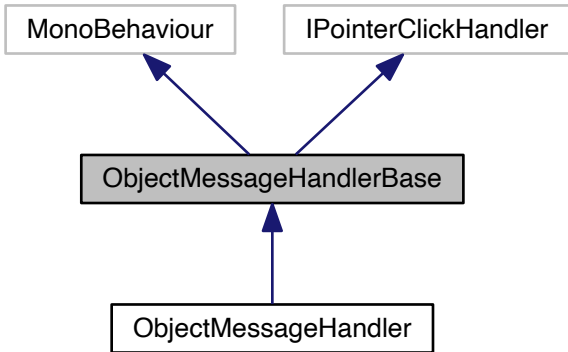 MonoBehaviour
IPointerClickHandler
ObjectMessageHandlerBase
ObjectMessageHandler